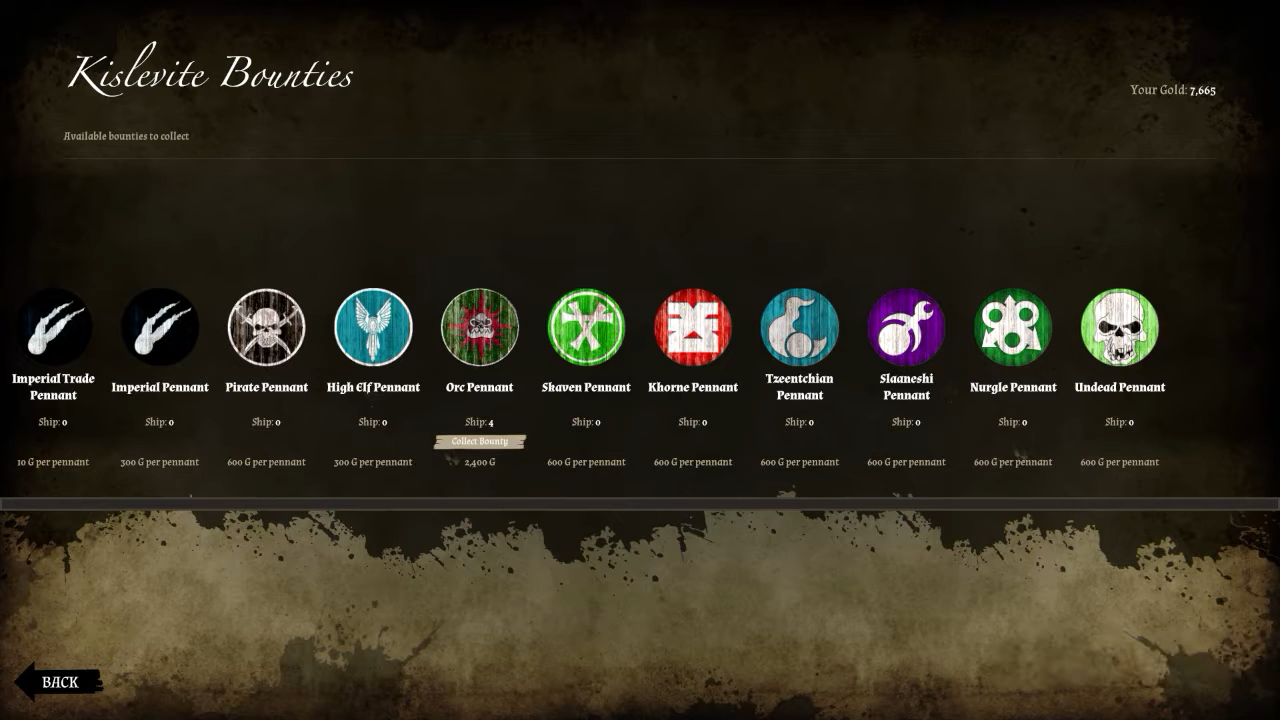 Kislevite Bounties
Your Gold: 7,665
Available bounties to collect
Imperial Trade
Pennant
Imperial Pennant
Pirate Pennant
High Elf Pennant
Orc Pennant
Skaven Pennant
Khorne Pennant
Tzeentchian
Pennant
Slaaneshi
Pennant
Nurgle Pennant
Undead Pennant
Ship: 0
Ship: 0
Ship: 0
Ship: 0
Ship: 4
Ship: 0
Ship: 0
Ship: 0
Ship: 0
Ship: 0
Ship: 0
Collect Bounty
10 G per pennant
300 G per pennant
600 G per pennant
300 G per pennant
2,400 G
600 G per pennant
600 G per pennant
600 G per pennant
600 G per pennant
600 G per pennant
600 G per pennant
BACK